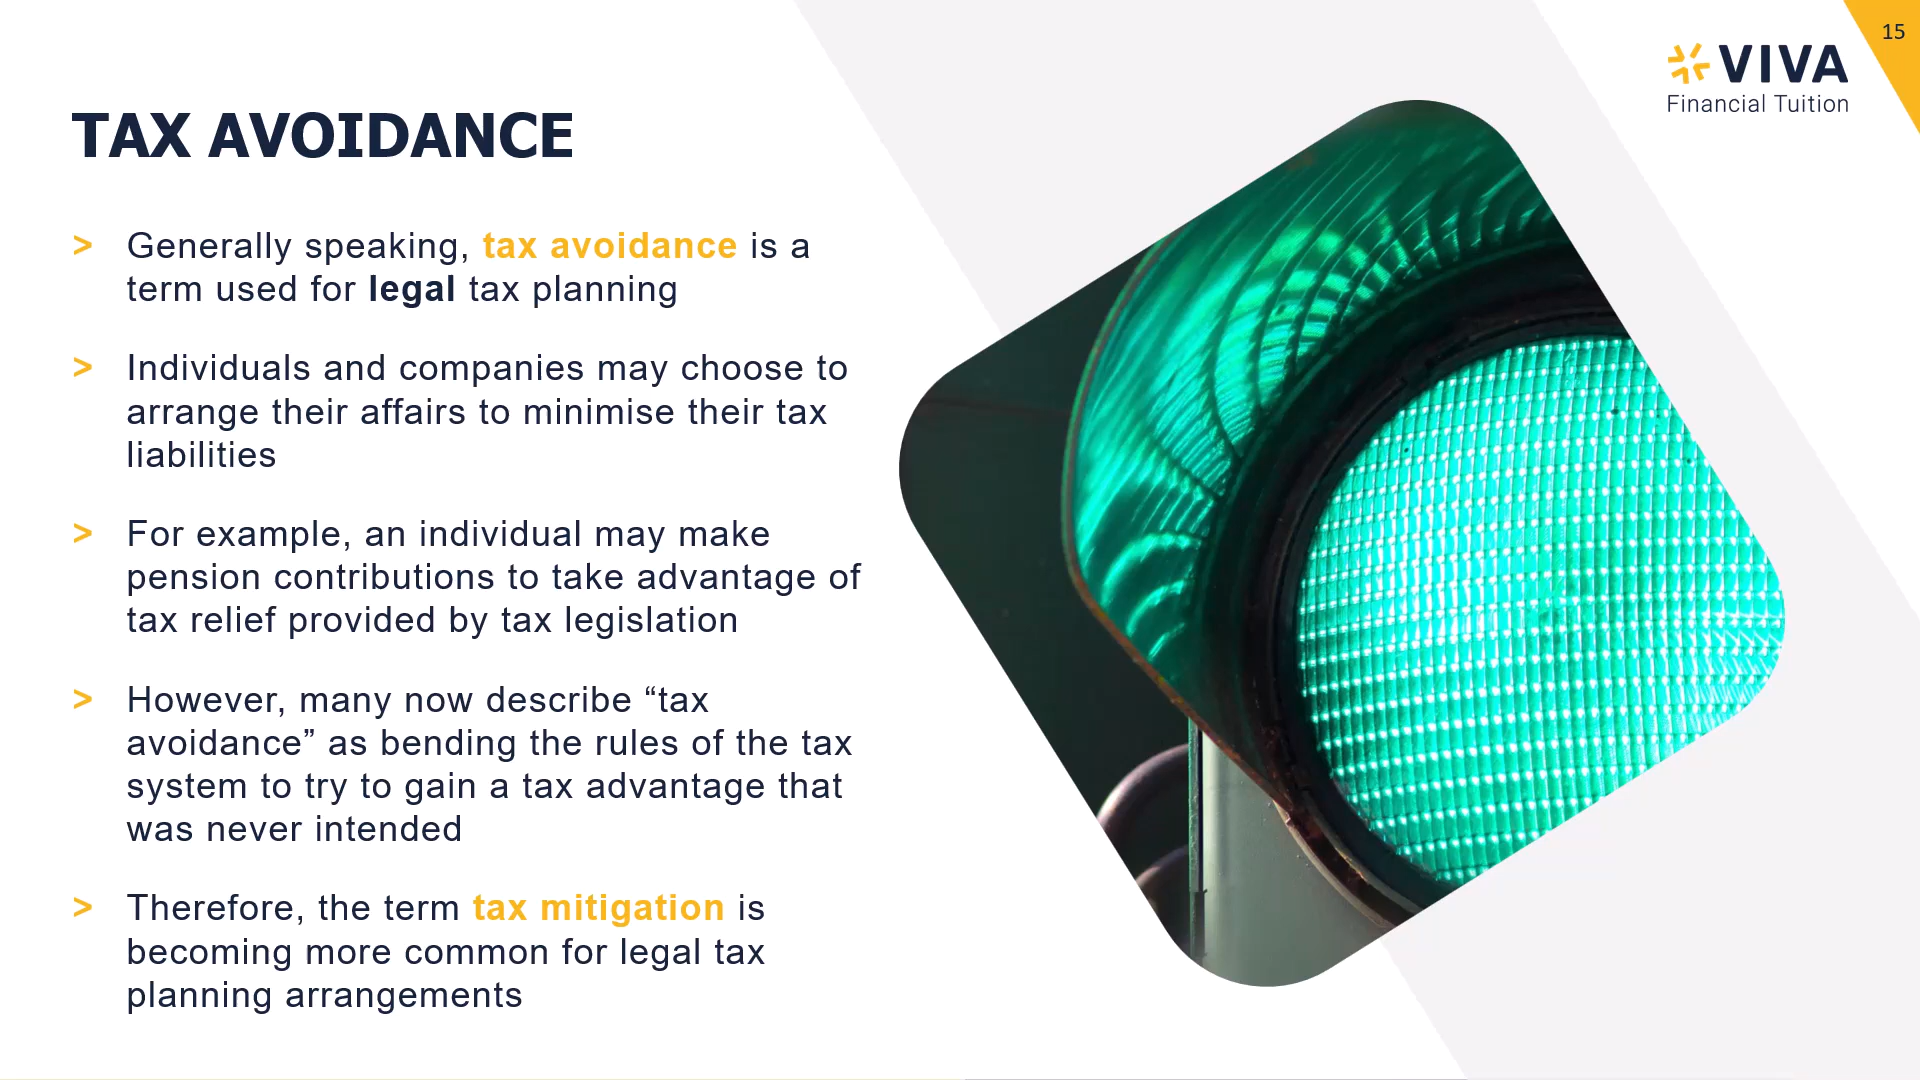 15
VIVA
Financial Tuition
TAX AVOIDANCE
> Generally speaking, tax avoidance is a
term used for legal tax planning
> Individuals and companies may choose to
arrange their affairs to minimise their tax
liabilities
> For example, an individual may make
pension contributions to take advantage of
tax relief provided by tax legislation
> However, many now describe “tax
avoidance” as bending the rules of the tax
system to try to gain a tax advantage that
was never intended
> Therefore, the term tax mitigation is
becoming more common for legal tax
planning arrangements